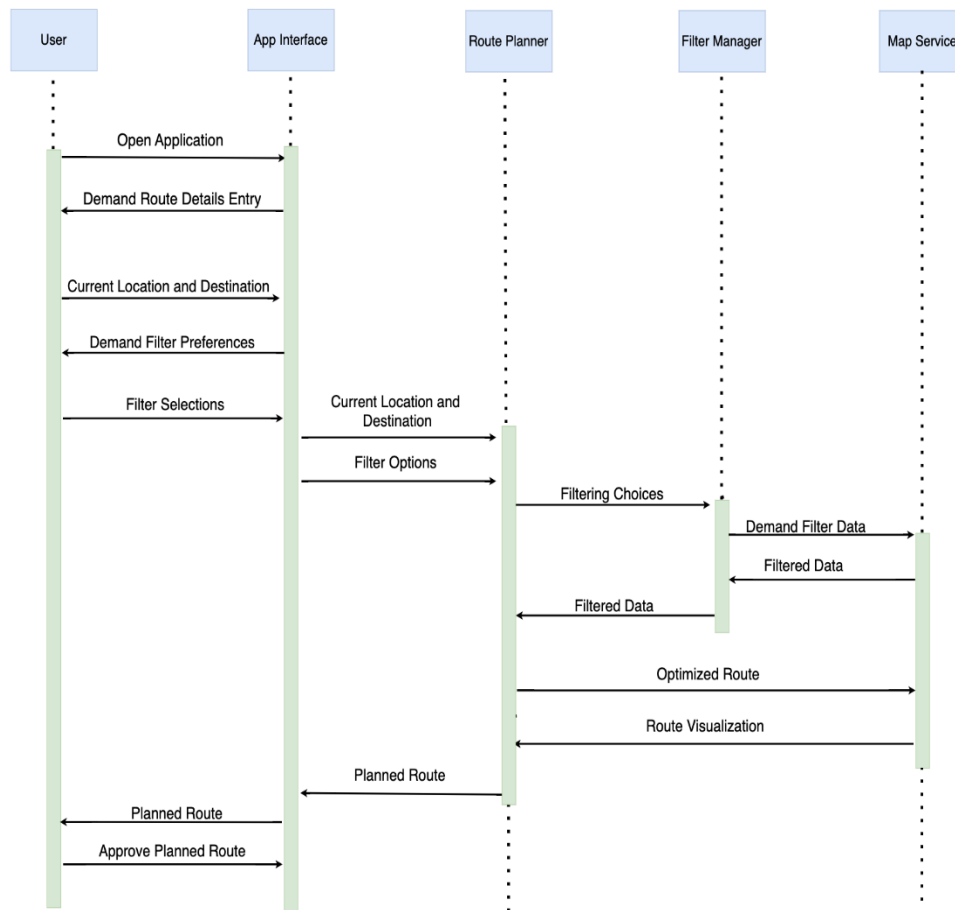 User
App Interface
Route Planner
Filter Manager
Map Service
Open Application
Demand Route Details Entry
Current Location and Destination
Demand Filter Preferences
Filter Selections
Current Location and
Destination
Filter Options
Filtering Choices
Demand Filter Data
Filtered Data
Filtered Data
Optimized Route
Route Visualization
Planned Route
Planned Route
Approve Planned Route